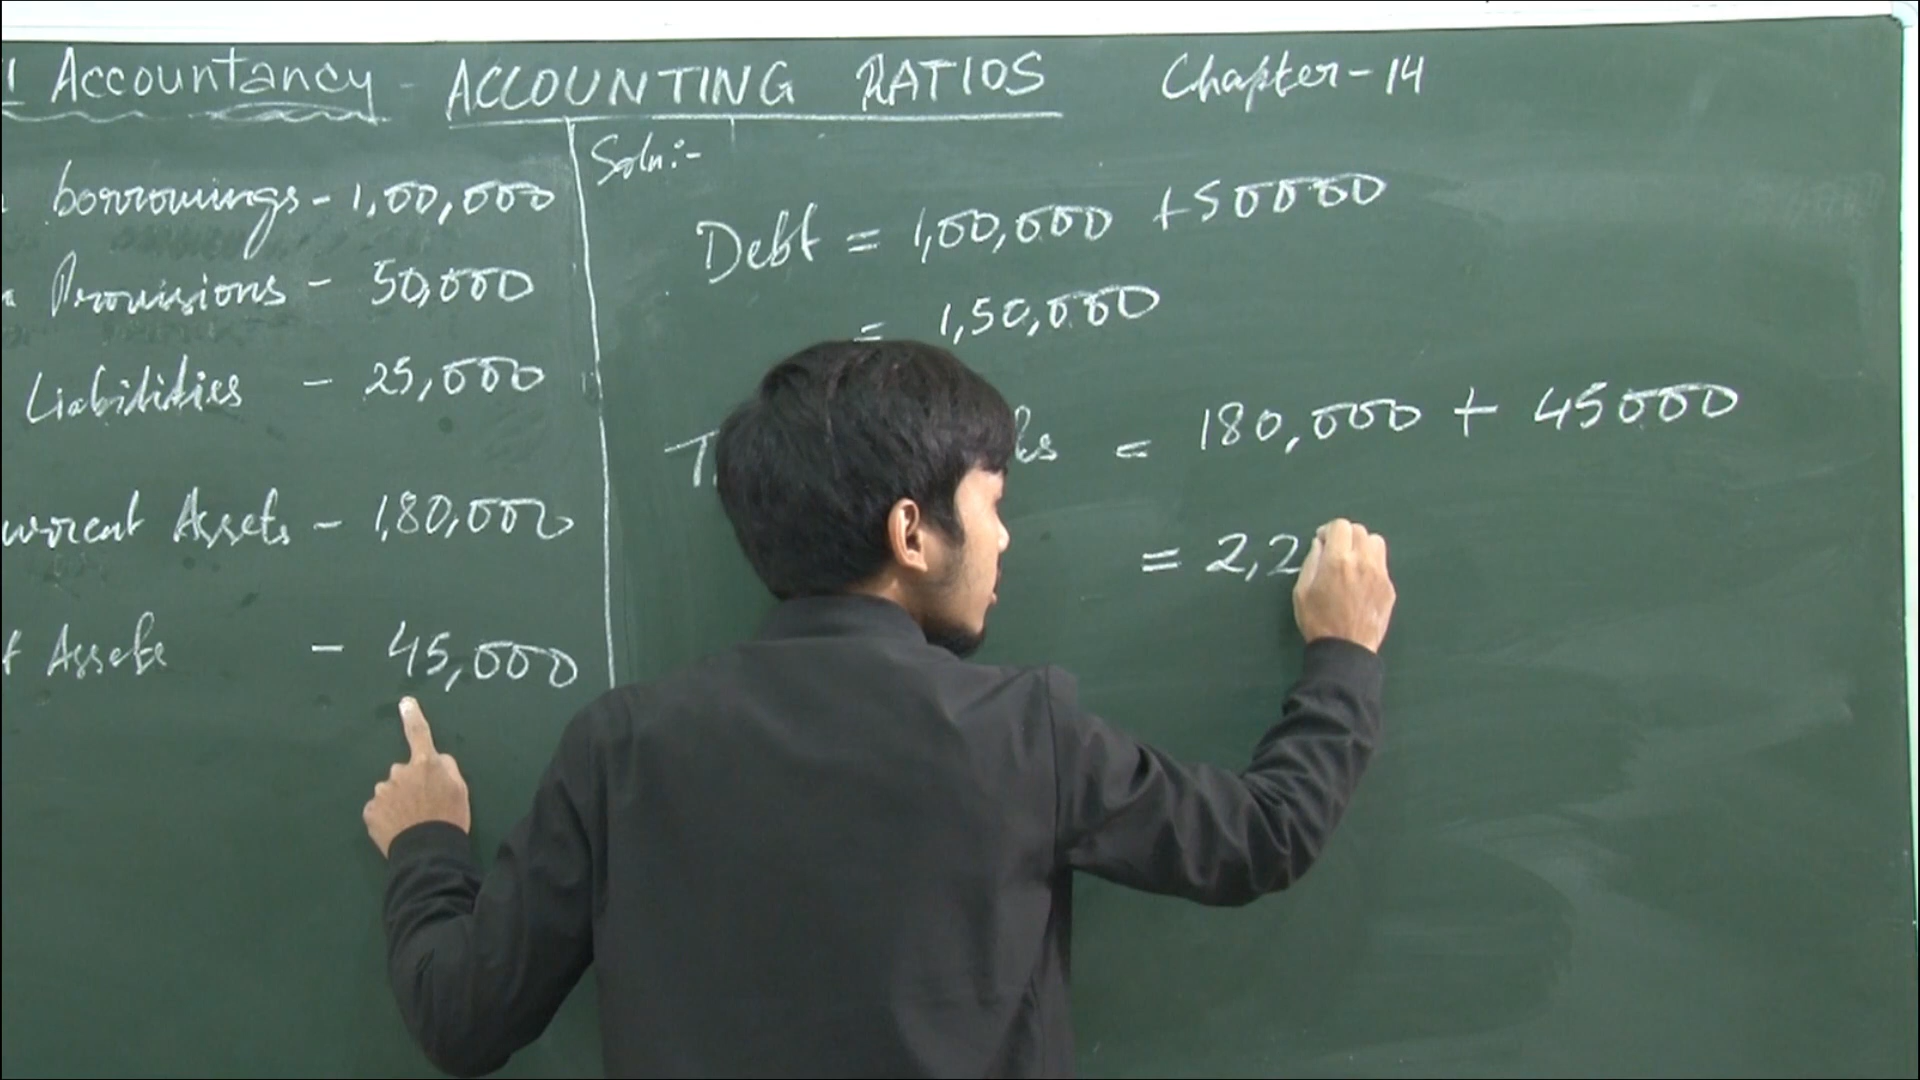 Accountancy - ACCOUNTING RATIOS Chapter-14
borrowings - 1,00,000
Provisions - 50,000
Liabilities - 25,000
Assets - 1,80,000
Assets - 45,000
Soln:-
Debt = 1,00,000 + 50000
= 1,50,000
= 180,000 + 45000
= 2,2